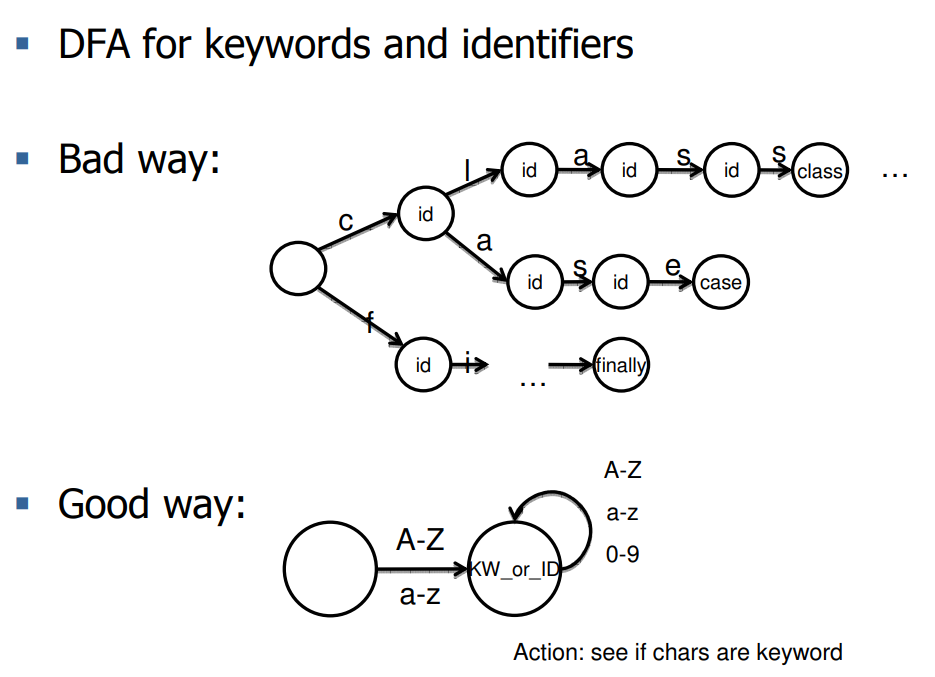 DFA for keywords and identifiers
Bad way:
l id a id s id s class ...
c id
a
id s id e case
f
id i ... finally
A-Z
Good way:
a-z
A-Z
0-9
KW_or_ID
a-z
Action: see if chars are keyword